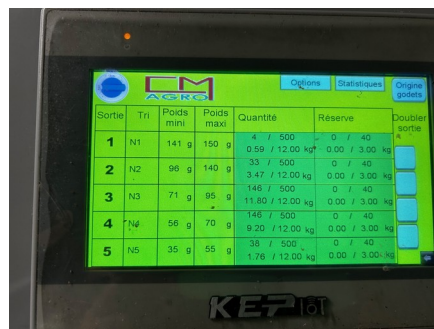 CM
AGRO
Options
Statistiques
Origine
godets
Sortie Tri Poids mini Poids maxi Quantité Réserve Doubler sortie
1 N1 141 g 150 g 4 / 500 0 / 40
0.59 / 12.00 kg 0.00 / 3.00 kg
2 N2 96 g 140 g 33 / 500 0 / 40
3.47 / 12.00 kg 0.00 / 3.00 kg
3 N3 71 g 95 g 146 / 500 0 / 40
11.80 / 12.00 kg 0.00 / 3.00 kg
4 N4 56 g 70 g 146 / 500 0 / 40
9.20 / 12.00 kg 0.00 / 3.00 kg
5 N5 35 g 55 g 38 / 500 0 / 40
1.76 / 12.00 kg 0.00 / 3.00 kg
KEP IoT